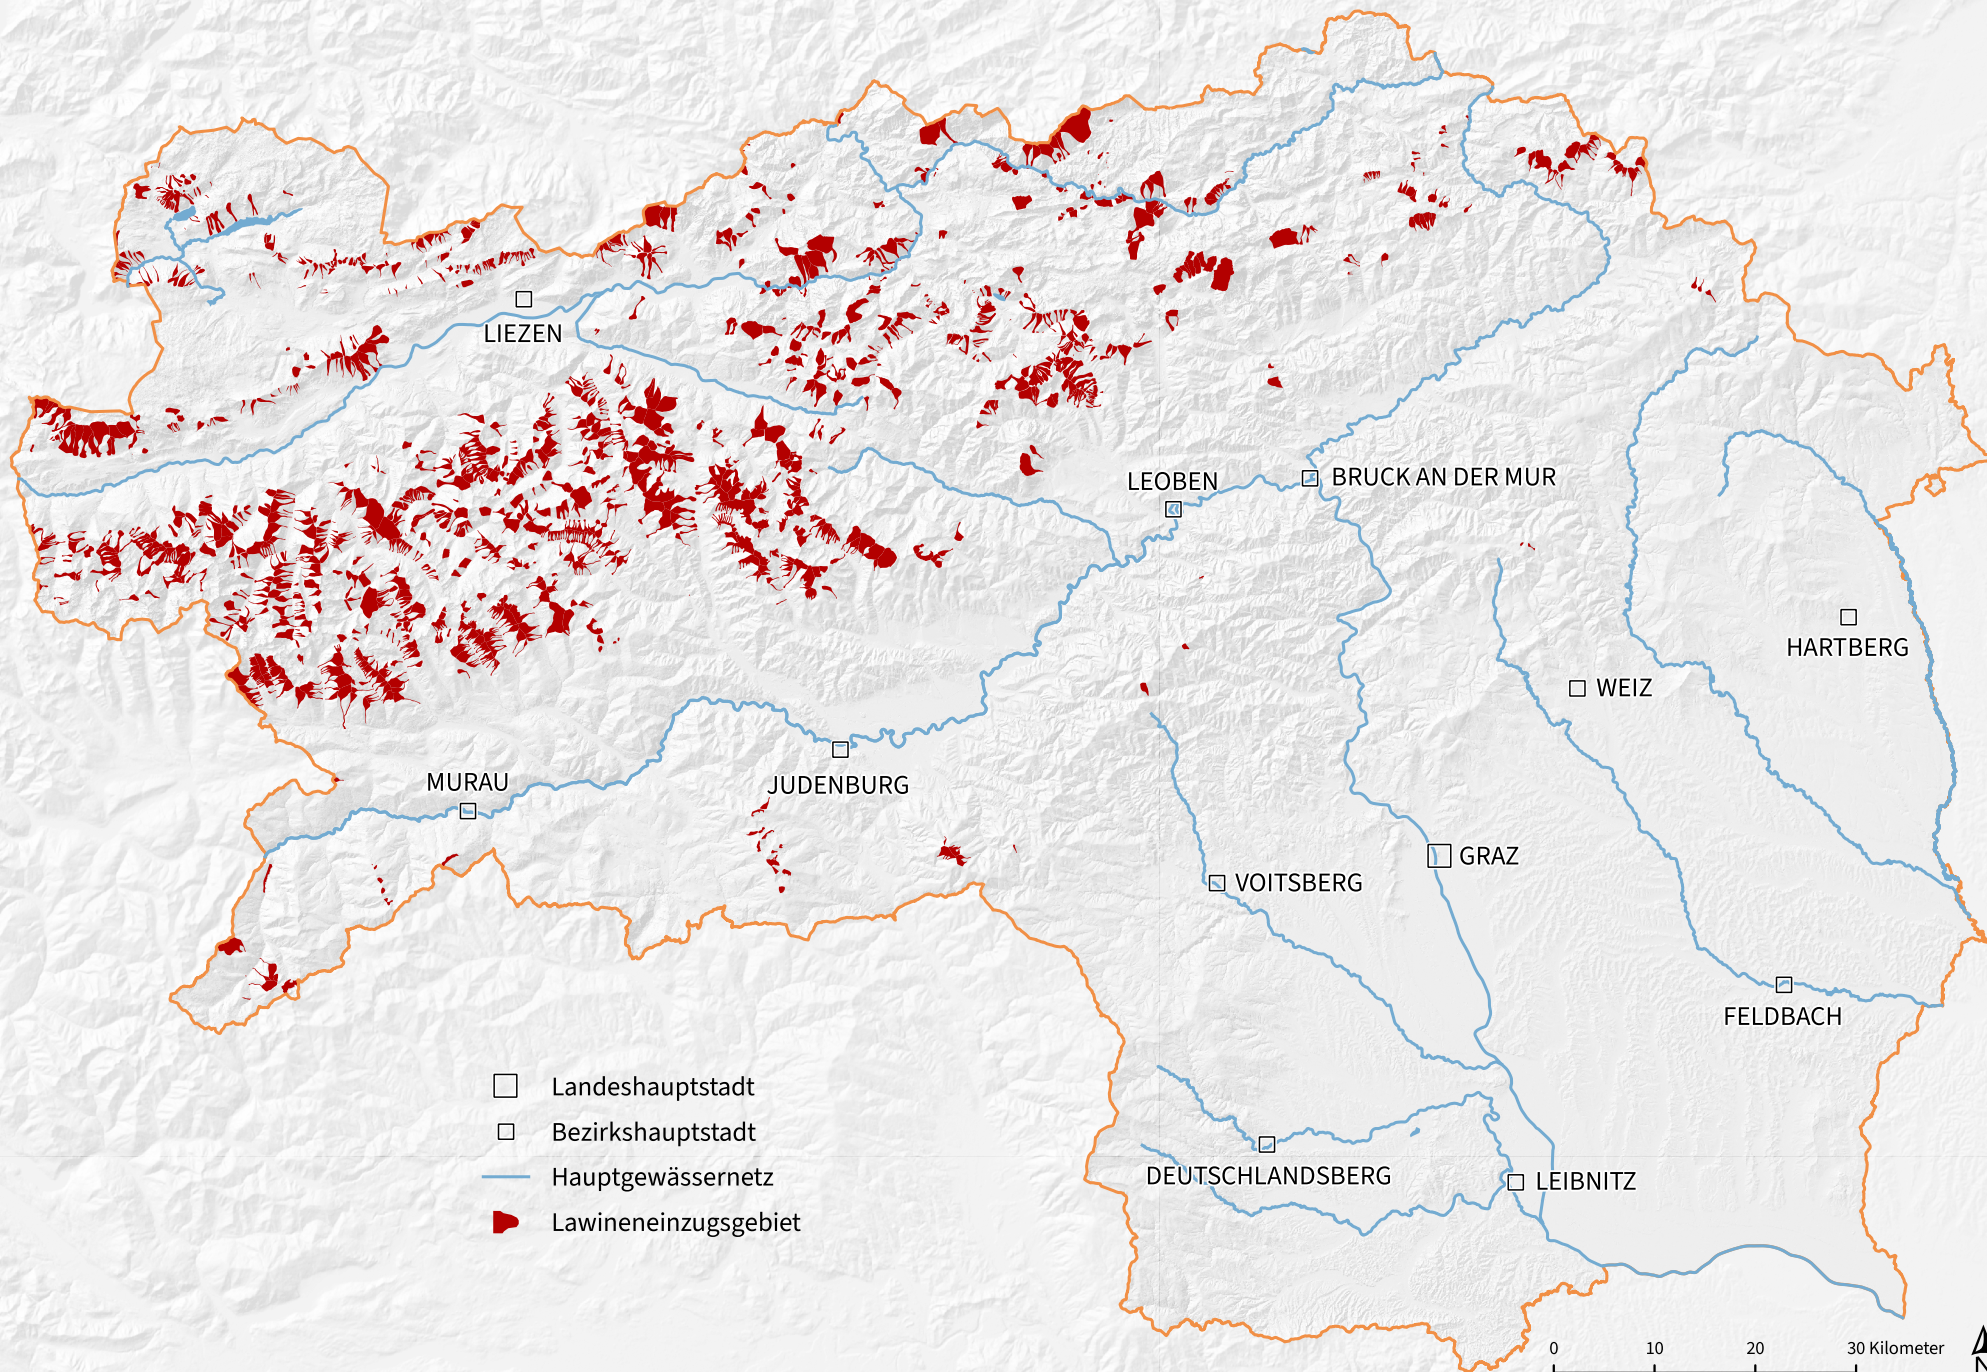 LIEZEN
LEOBEN
BRUCK AN DER MUR
HARTBERG
WEIZ
MURAU
JUDENBURG
GRAZ
VOITSBERG
FELDBACH
DEUTSCHLANDSBERG
LEIBNITZ
Landeshauptstadt
Bezirkshauptstadt
Hauptgewässernetz
Lawineneinzugsgebiet
0 10 20 30 Kilometer